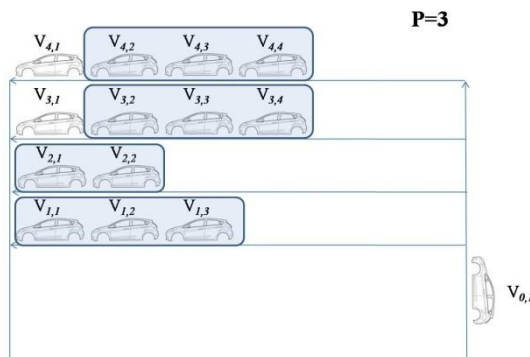 P=3
V4,1 V4,2 V4,3 V4,4
V3,1 V3,2 V3,3 V3,4
V2,1 V2,2
V1,1 V1,2 V1,3